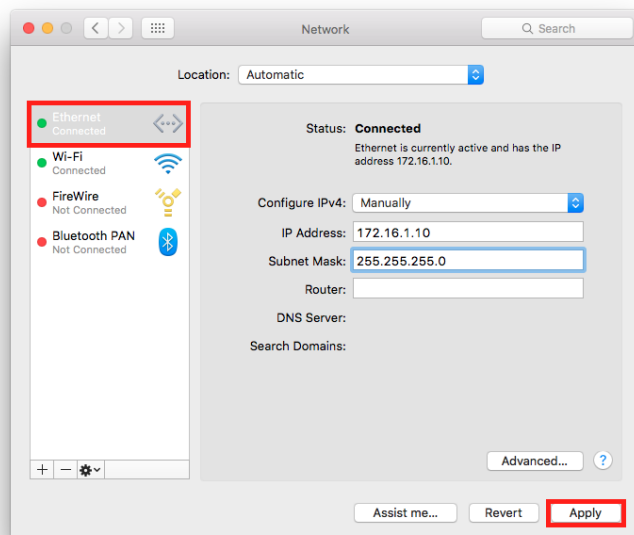 Network
Search
Location: Automatic
Ethernet
Connected
Wi-Fi
Connected
FireWire
Not Connected
Bluetooth PAN
Not Connected
Status: Connected
Ethernet is currently active and has the IP
address 172.16.1.10.
Configure IPv4: Manually
IP Address: 172.16.1.10
Subnet Mask: 255.255.255.0
Router:
DNS Server:
Search Domains:
Advanced... ?
Assist me... Revert Apply